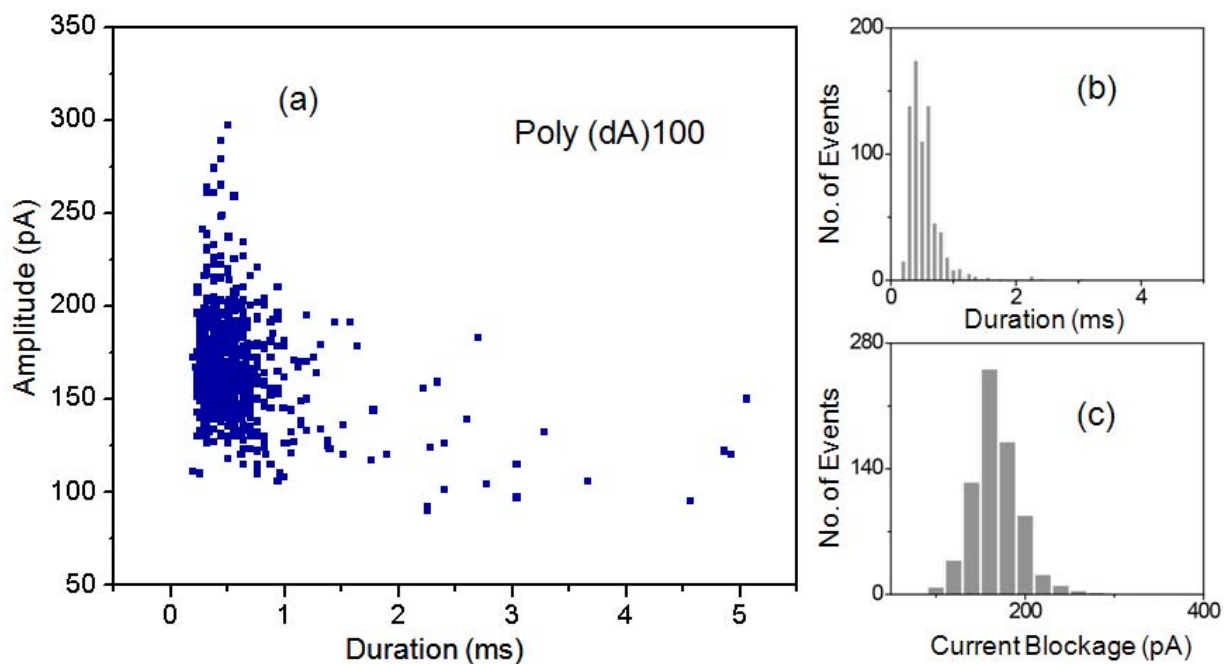 350
300
250
200
150
100
50
Amplitude (pA)
(a)
Poly (dA)100
0
1
2
3
4
5
Duration (ms)
200
100
0
No. of Events
(b)
0
2
4
Duration (ms)
280
140
0
No. of Events
(c)
200
400
Current Blockage (pA)